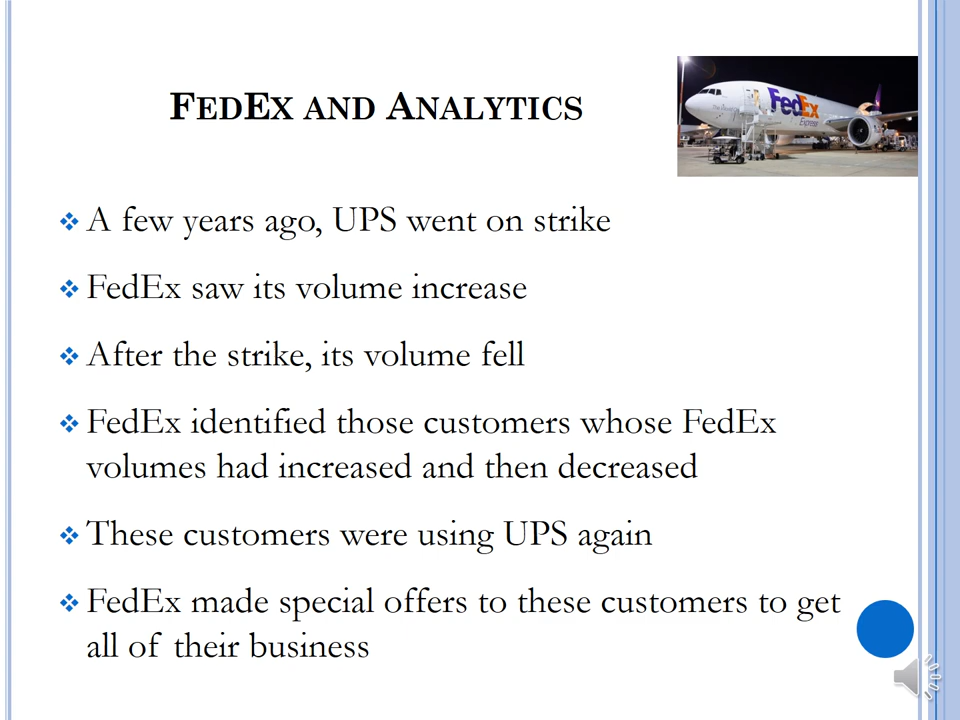 FedEx and Analytics
FedEx
Express
A few years ago, UPS went on strike
FedEx saw its volume increase
After the strike, its volume fell
FedEx identified those customers whose FedEx
volumes had increased and then decreased
These customers were using UPS again
FedEx made special offers to these customers to get
all of their business